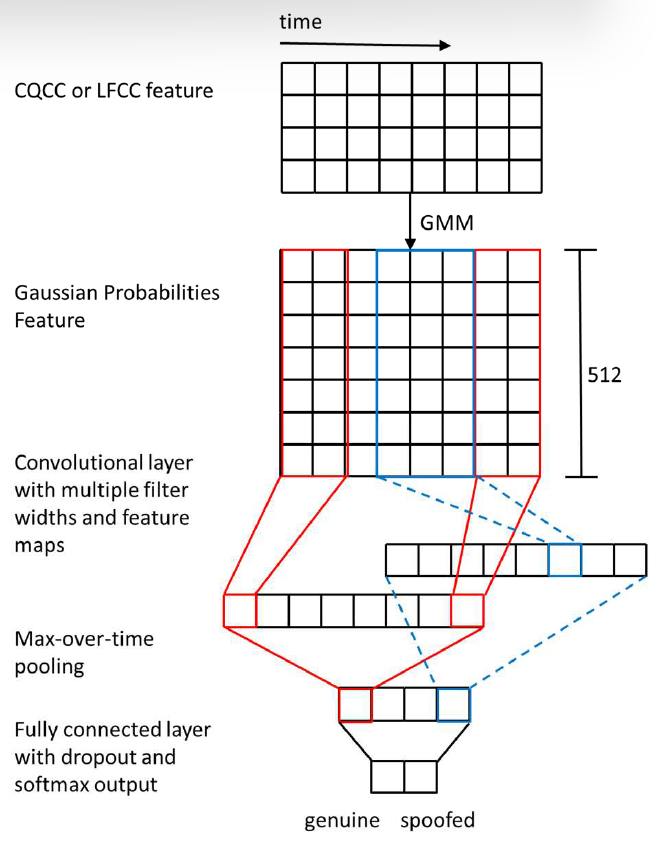 time
CQCC or LFCC feature
GMM
Gaussian Probabilities
Feature
512
Convolutional layer
with multiple filter
widths and feature
maps
Max-over-time
pooling
Fully connected layer
with dropout and
softmax output
genuine spoofed